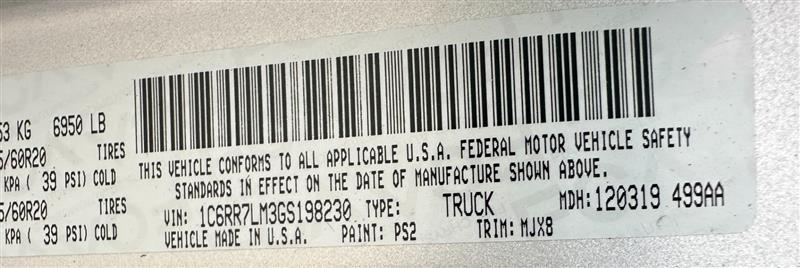 53 KG 6950 LB
5/60R20 TIRES
KPA ( 39 PSI) COLD
5/60R20 TIRES
KPA ( 39 PSI) COLD
THIS VEHICLE CONFORMS TO ALL APPLICABLE U.S.A. FEDERAL MOTOR VEHICLE SAFETY
STANDARDS IN EFFECT ON THE DATE OF MANUFACTURE SHOWN ABOVE.
VIN: 1C6RR7LM3GS198230 TYPE: TRUCK MDH: 120319 499AA
VEHICLE MADE IN U.S.A. PAINT: PS2 TRIM: MJX8